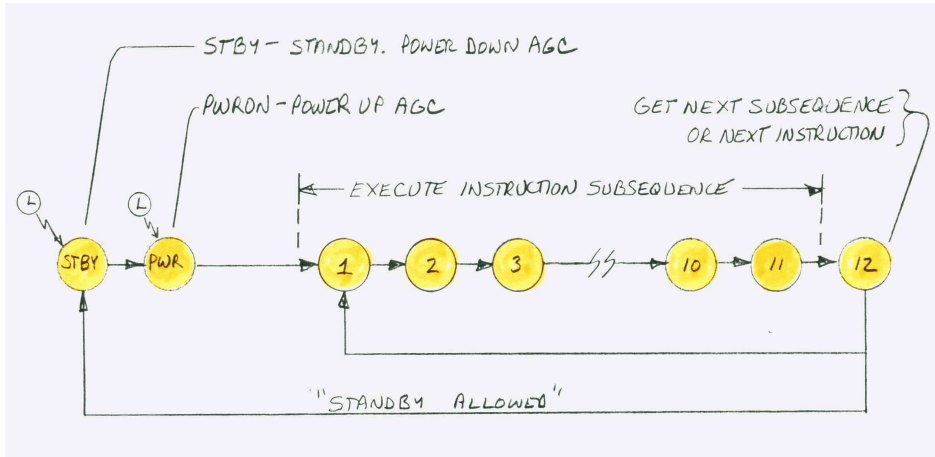 STBY - STANDBY. POWER DOWN AGC
PWRON - POWER UP AGC
GET NEXT SUBSEQUENCE
OR NEXT INSTRUCTION
EXECUTE INSTRUCTION SUBSEQUENCE
L
L
STBY
PWR
1
2
3
10
11
12
"STANDBY ALLOWED"